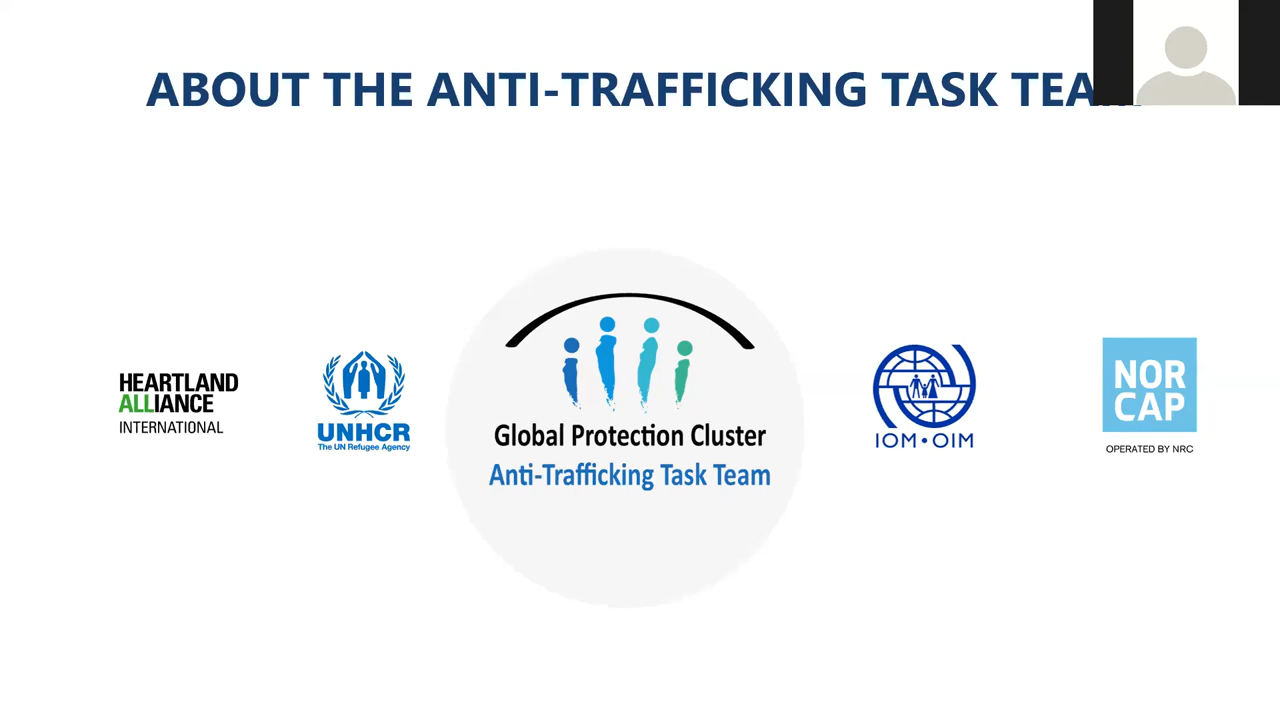 ABOUT THE ANTI-TRAFFICKING TASK
HEARTLAND
ALLIANCE
INTERNATIONAL
UNHCR
The UN Refugee Agency
Global Protection Cluster
Anti-Trafficking Task Team
IOM•OIM
NOR
CAP
OPERATED BY NRC